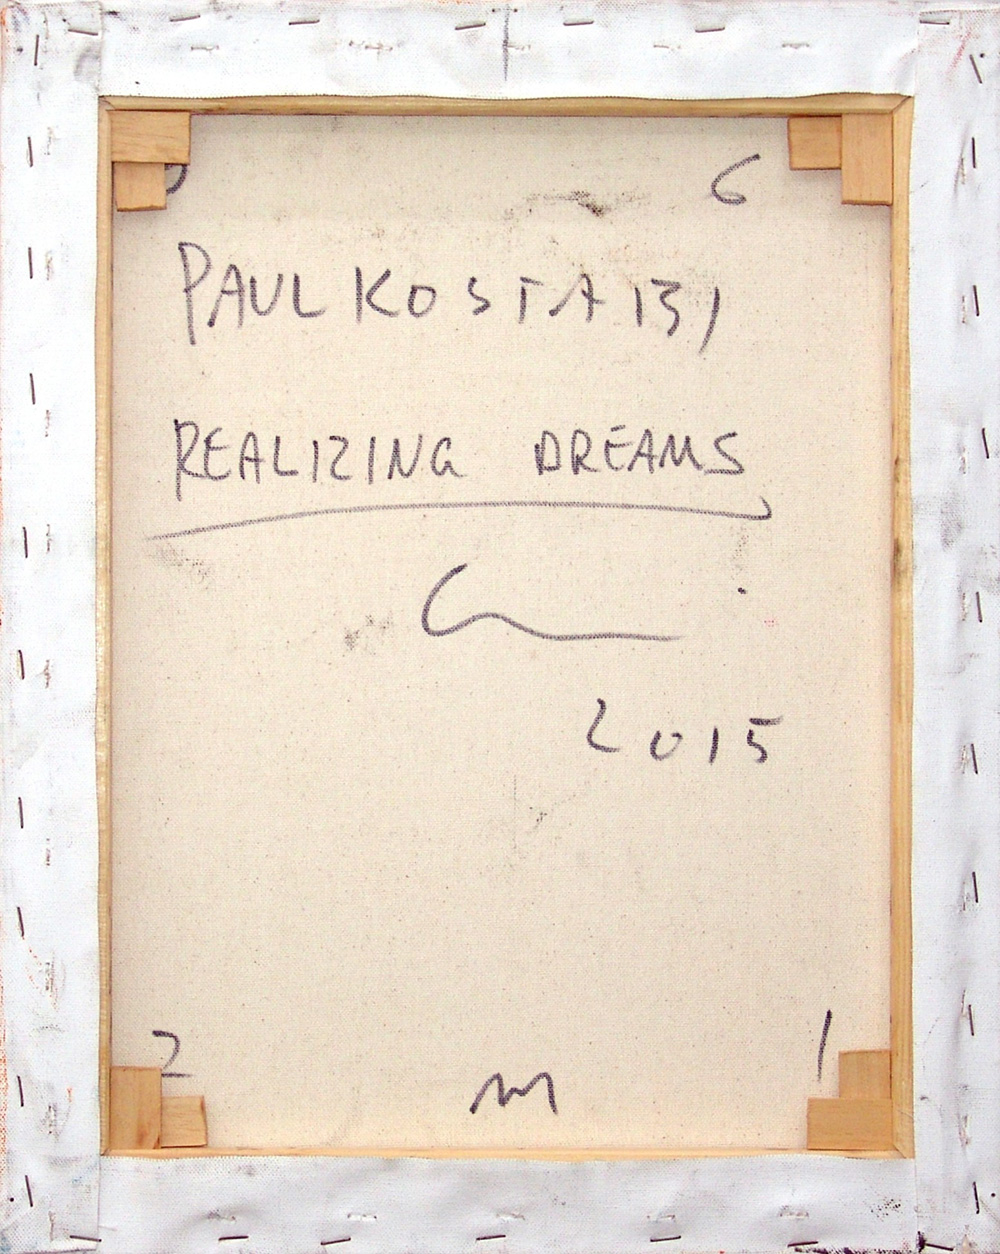 6
PAUL KOSTABI
REALIZING DREAMS
2015
2 1
M